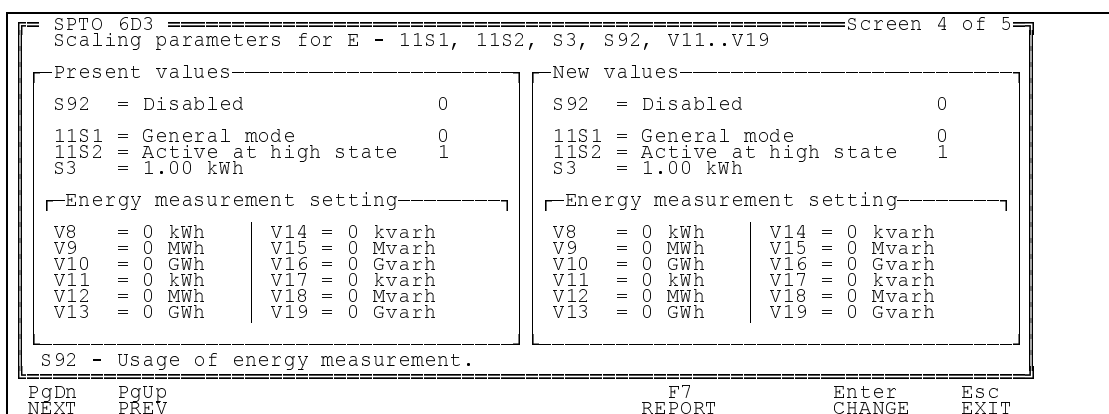 SPTO 6D3 Screen 4 of 5
Scaling parameters for E - 11S1, 11S2, S3, S92, V11..V19
Present values New values
S92 = Disabled 0 S92 = Disabled 0
11S1 = General mode 0 11S1 = General mode 0
11S2 = Active at high state 1 11S2 = Active at high state 1
S3 = 1.00 kWh S3 = 1.00 kWh
Energy measurement setting Energy measurement setting
V8 = 0 kWh V14 = 0 kvarh V8 = 0 kWh V14 = 0 kvarh
V9 = 0 MWh V15 = 0 Mvarh V9 = 0 MWh V15 = 0 Mvarh
V10 = 0 GWh V16 = 0 Gvarh V10 = 0 GWh V16 = 0 Gvarh
V11 = 0 kWh V17 = 0 kvarh V11 = 0 kWh V17 = 0 kvarh
V12 = 0 MWh V18 = 0 Mvarh V12 = 0 MWh V18 = 0 Mvarh
V13 = 0 GWh V19 = 0 Gvarh V13 = 0 GWh V19 = 0 Gvarh
S92 - Usage of energy measurement.
PgDn PgUp F7 Enter Esc
NEXT PREV REPORT CHANGE EXIT